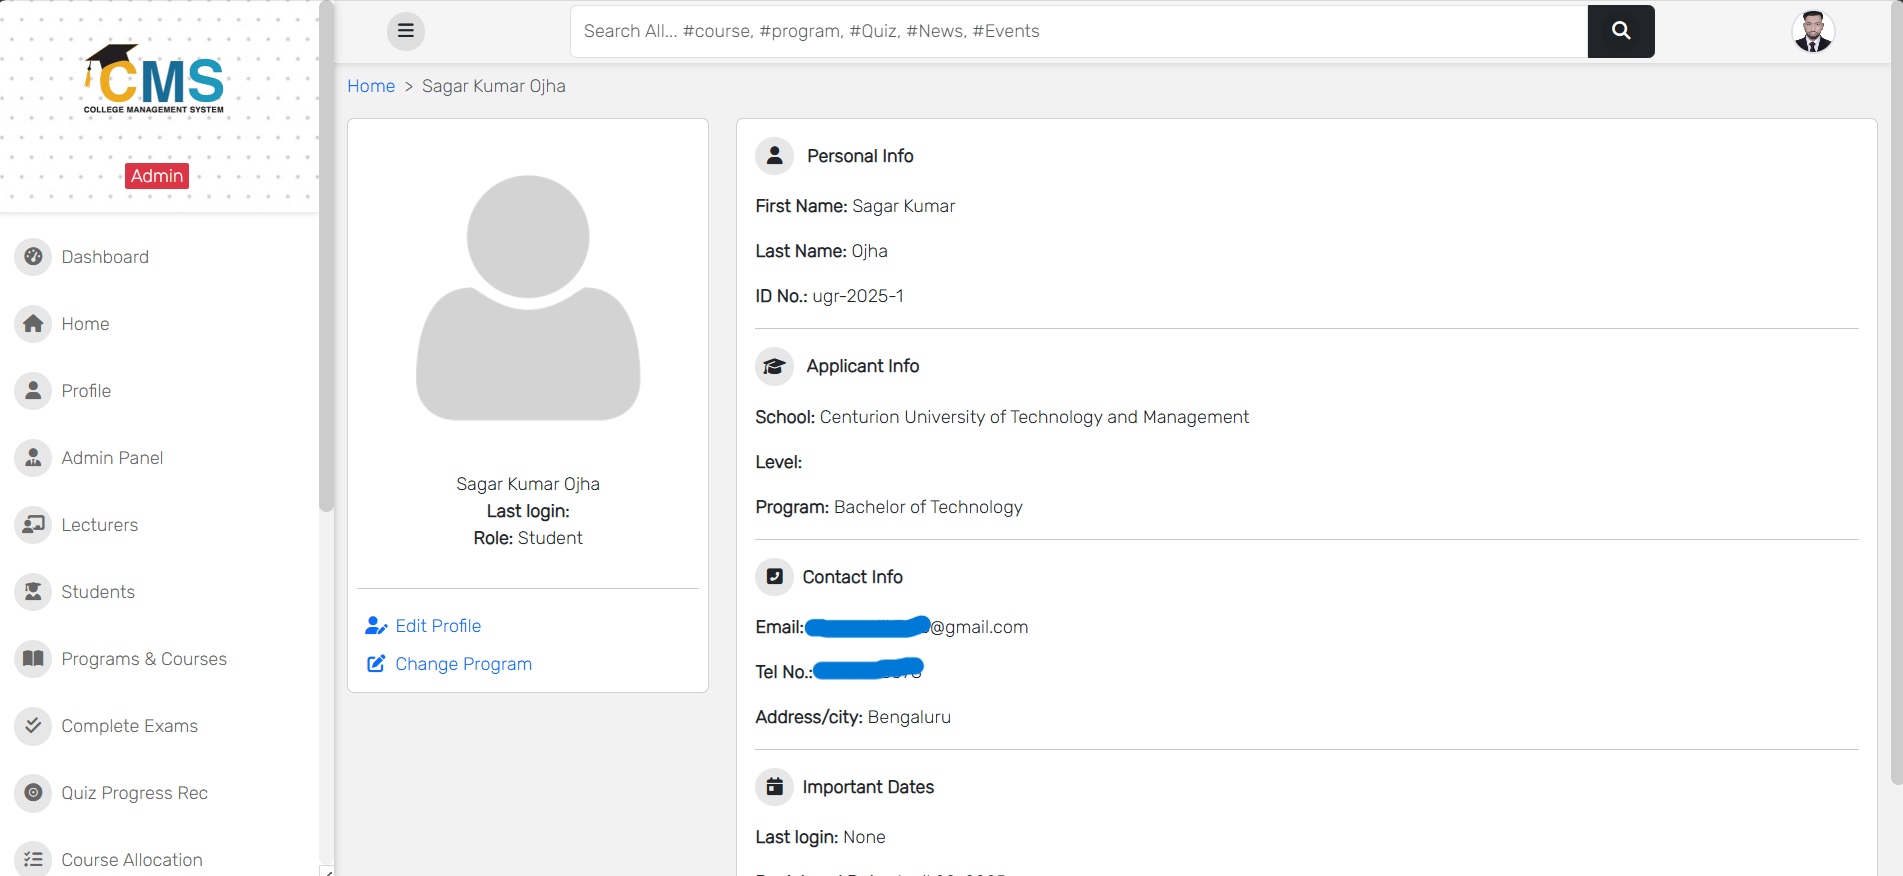 CMS
COLLEGE MANAGEMENT SYSTEM
Admin
Dashboard
Home
Profile
Admin Panel
Lecturers
Students
Programs & Courses
Complete Exams
Quiz Progress Rec
Course Allocation
Search All... #course, #program, #Quiz, #News, #Events
Home > Sagar Kumar Ojha
Sagar Kumar Ojha
Last login:
Role: Student
Edit Profile
Change Program
Personal Info
First Name: Sagar Kumar
Last Name: Ojha
ID No.: ugr-2025-1
Applicant Info
School: Centurion University of Technology and Management
Level:
Program: Bachelor of Technology
Contact Info
Email: @gmail.com
Tel No.:
Address/city: Bengaluru
Important Dates
Last login: None